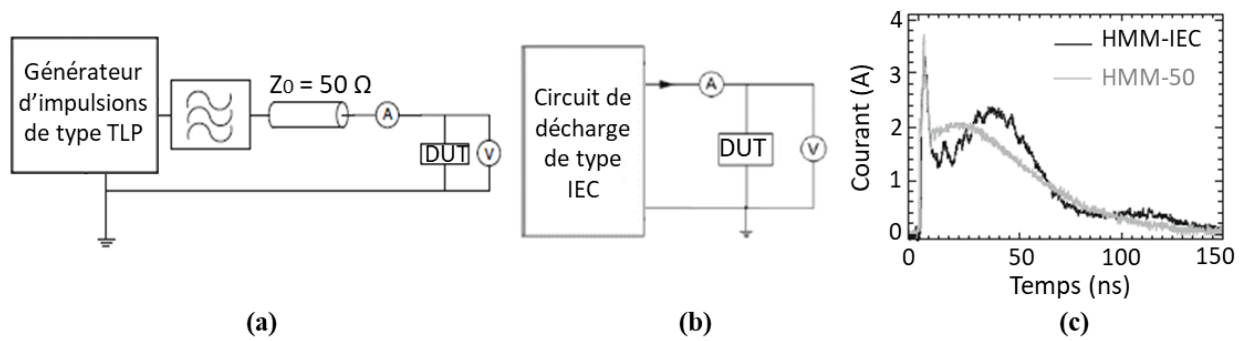 Générateur
d'impulsions
de type TLP
Z0 = 50 Ω
A
DUT
V
(a)
Circuit de
décharge
de type
IEC
A
DUT
V
(b)
Courant (A)
4
3
2
1
0
HMM-IEC
HMM-50
0 50 100 150
Temps (ns)
(c)